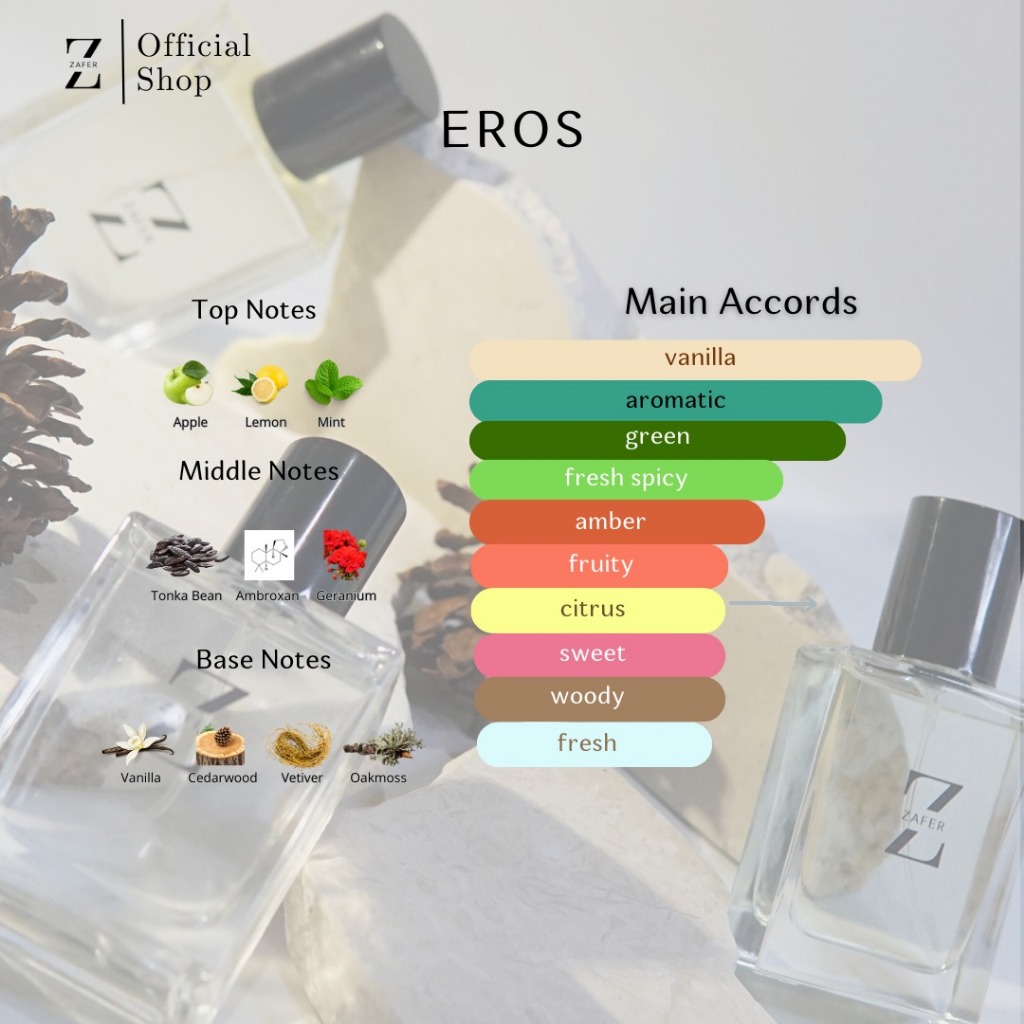 Z
ZAFER
Official
Shop
EROS
Top Notes
Apple Lemon Mint
Middle Notes
Tonka Bean Ambroxan Geranium
Base Notes
Vanilla Cedarwood Vetiver Oakmoss
Main Accords
vanilla
aromatic
green
fresh spicy
amber
fruity
citrus
sweet
woody
fresh
Z
ZAFER